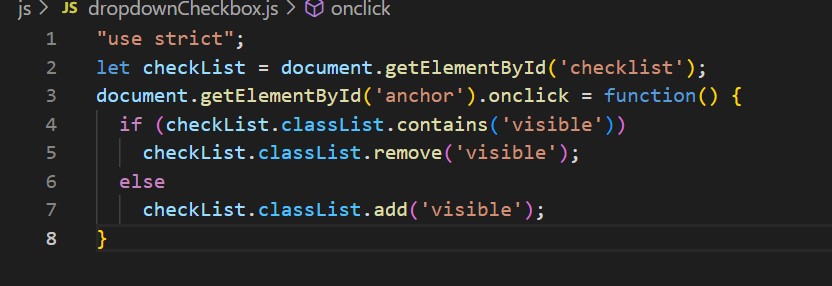 js > JS dropdownCheckbox.js > onclick
1 "use strict";
2 let checkList = document.getElementById('checklist');
3 document.getElementById('anchor').onclick = function() {
4   if (checkList.classList.contains('visible'))
5     checkList.classList.remove('visible');
6   else
7     checkList.classList.add('visible');
8 }